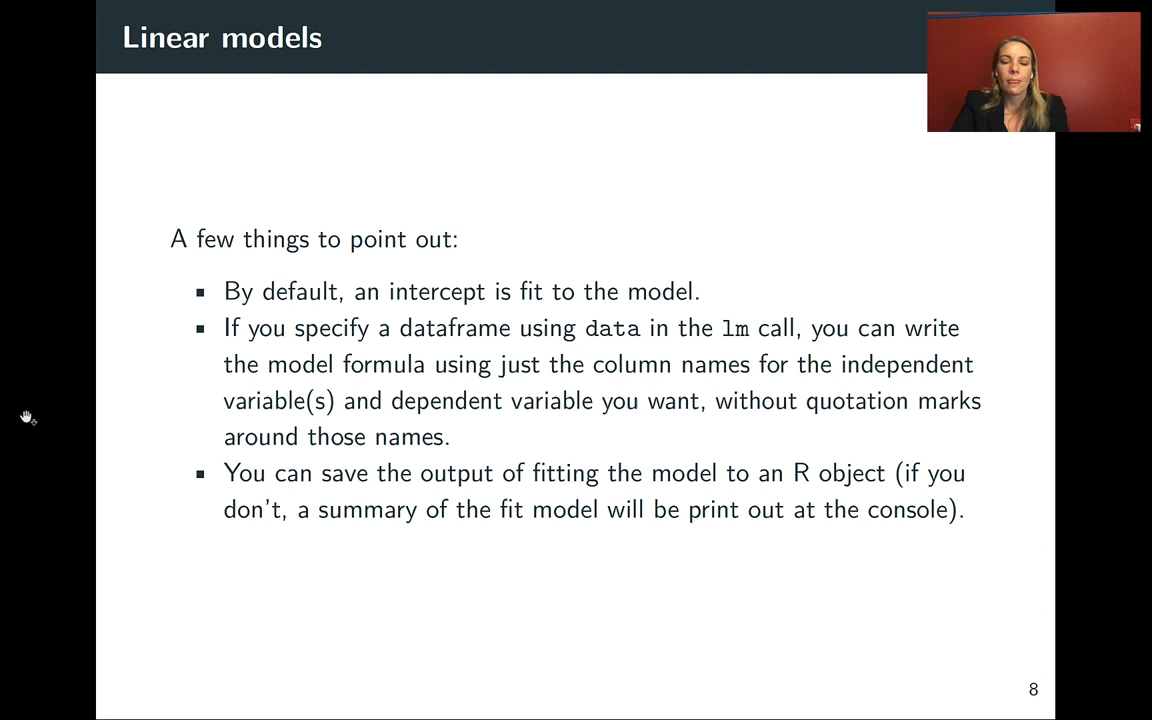 Linear models
A few things to point out:
By default, an intercept is fit to the model.
If you specify a dataframe using data in the lm call, you can write
the model formula using just the column names for the independent
variable(s) and dependent variable you want, without quotation marks
around those names.
You can save the output of fitting the model to an R object (if you
don't, a summary of the fit model will be print out at the console).
8